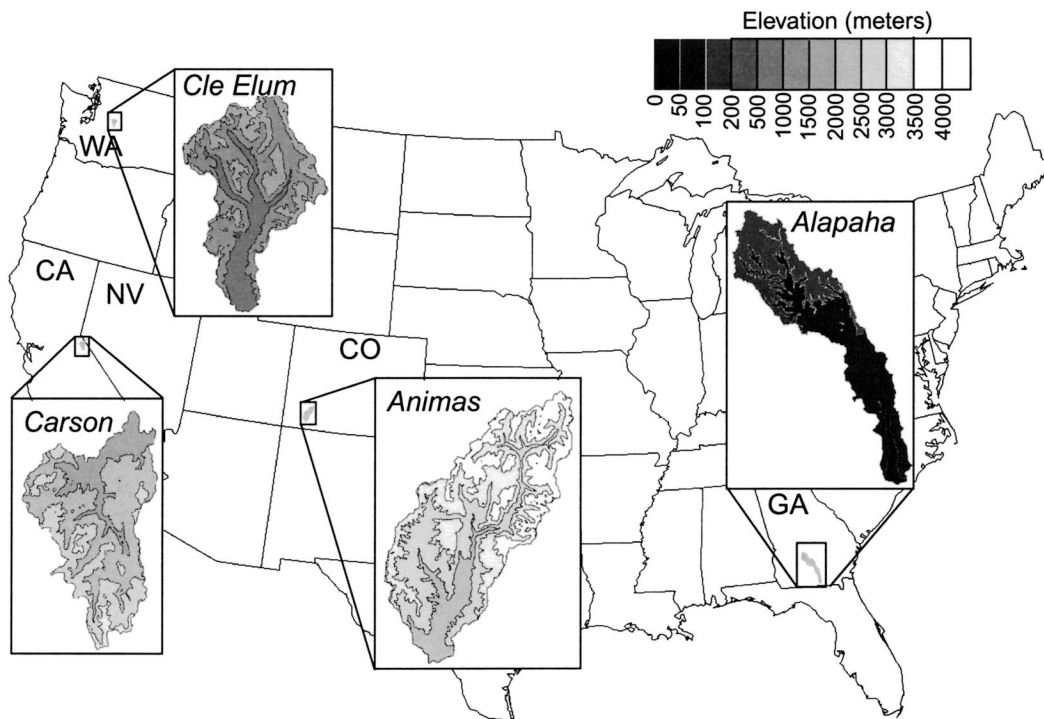 Elevation (meters)
0 50 100 200 500 1000 1500 2000 2500 3000 3500 4000
Cle Elum
WA
Alapaha
CA
NV
CO
Carson
Animas
GA